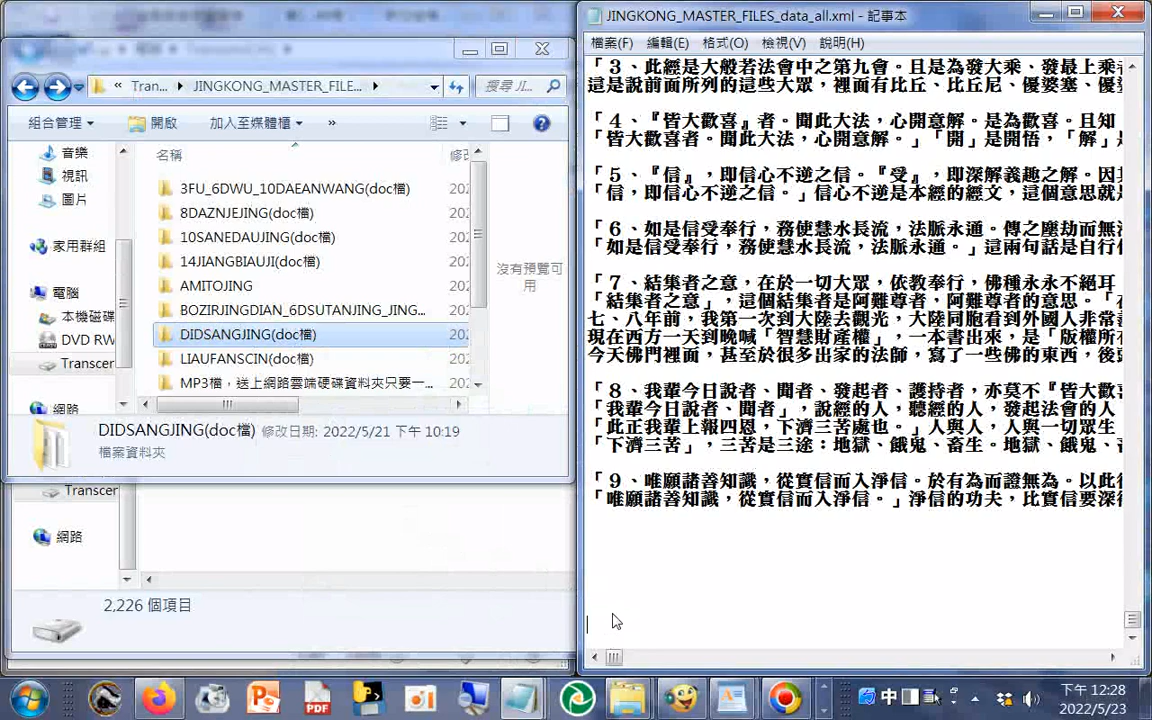 Tran...
JINGKONG_MASTER_FILE...
搜尋 JI...
組合管理
開啟
加入至媒體櫃
»
名稱
修改
音樂
視訊
圖片
家用群組
電腦
本機磁碟
DVD RW
Transcer
網路
3FU_6DWU_10DAEANWANG(doc檔)
202
8DAZNJEJING(doc檔)
202
10SANEDAUJING(doc檔)
202
14JIANGBIAUJI(doc檔)
202
AMITOJING
202
BOZIRJINGDIAN_6DSUTANJING_JING...
202
DIDSANGJING(doc檔)
202
LIAUFANSCIN(doc檔)
202
MP3檔，送上網路雲端硬碟資料夾只要一...
202
沒有預覽可用
DIDSANGJING(doc檔) 修改日期: 2022/5/21 下午 10:19
檔案資料夾
Transcer
網路
2,226 個項目
JINGKONG_MASTER_FILES_data_all.xml - 記事本
檔案(F) 編輯(E) 格式(O) 檢視(V) 說明(H)
「３、此經是大般若法會中之第九會。且是為發大乘、發最上乘者
這是說前面所列的這些大眾，裡面有比丘、比丘尼、優婆塞、優婆
「４、『皆大歡喜』者。聞此大法，心開意解。是為歡喜。且知
「皆大歡喜者。聞此大法，心開意解。」「開」是開悟，「解」是
「５、『信』，即信心不逆之信。『受』，即深解義趣之解。因其
「信，即信心不逆之信。」信心不逆是本經的經文，這個意思就是
「６、如是信受奉行，務使慧水長流，法脈永通。傳之塵劫而無
「如是信受奉行，務使慧水長流，法脈永通。」這兩句話是自行化
「７、結集者之意，在於一切大眾，依教奉行，佛種永永不絕耳
「結集者之意」，這個結集者是阿難尊者，阿難尊者的意思。「在
七、八年前，我第一次到大陸去觀光，大陸同胞看到外國人非常
現在西方一天到晚喊「智慧財產權」，一本書出來，是「版權所有
今天佛門裡面，甚至於很多出家的法師，寫了一些佛的東西，後
「８、我輩今日說者、聞者、發起者、護持者，亦莫不『皆大歡喜
「我輩今日說者、聞者」，說經的人，聽經的人，發起法會的人
「此正我輩上報四恩，下濟三苦處也。」人與人，人與一切眾生
「下濟三苦」，三苦是三途：地獄、餓鬼、畜生。地獄、餓鬼、畜
「９、唯願諸善知識，從實信而入淨信。於有為而證無為。以此
「唯願諸善知識，從實信而入淨信。」淨信的功夫，比實信要深得
PDF
中
下午 12:28
2022/5/23